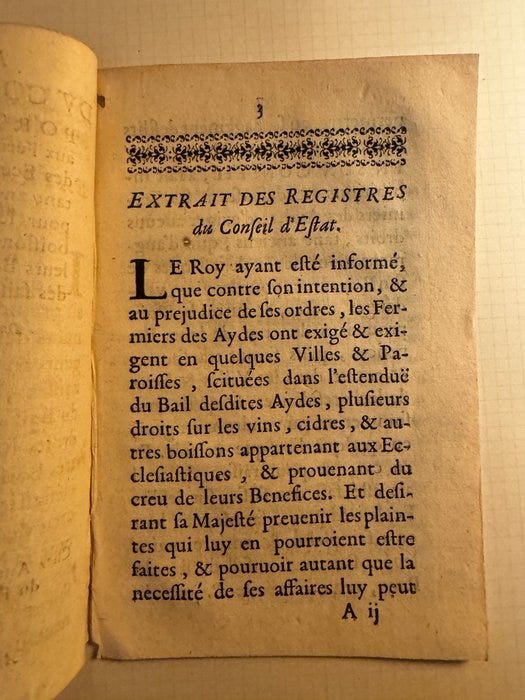 3
EXTRAIT DES REGISTRES
du Conſeil d'Eſtat.
LE Roy ayant eſté informé,
que contre ſon intention, &
au prejudice de ſes ordres, les Fer-
miers des Aydes ont exigé & exi-
gent en quelques Villes & Pa-
roiſſes, ſcituées dans l'eſtenduë
du Bail deſdites Aydes, pluſieurs
droits ſur les vins, cidres, & au-
tres boiſſons appartenant aux Ec-
cleſiaſtiques, & prouenant du
creu de leurs Benefices. Et deſi-
rant ſa Majeſté preuenir les plain-
tes qui luy en pourroient eſtre
faites, & pouruoir autant que la
neceſſité de ſes affaires luy peut
A ij